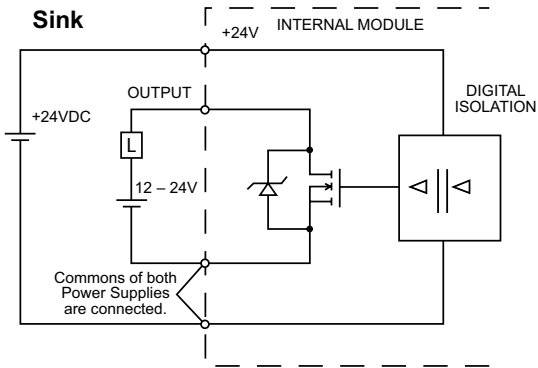 Sink
+24V
INTERNAL MODULE
OUTPUT
DIGITAL
ISOLATION
+24VDC
L
12 – 24V
Commons of both
Power Supplies
are connected.